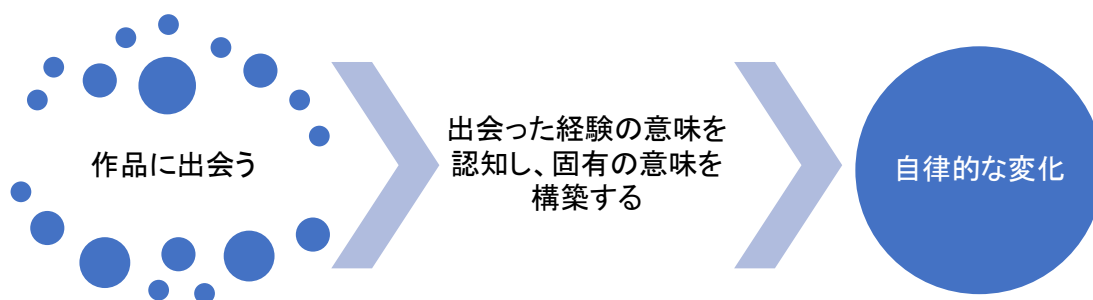 作品に出会う
出会った経験の意味を
認知し、固有の意味を
構築する
自律的な変化